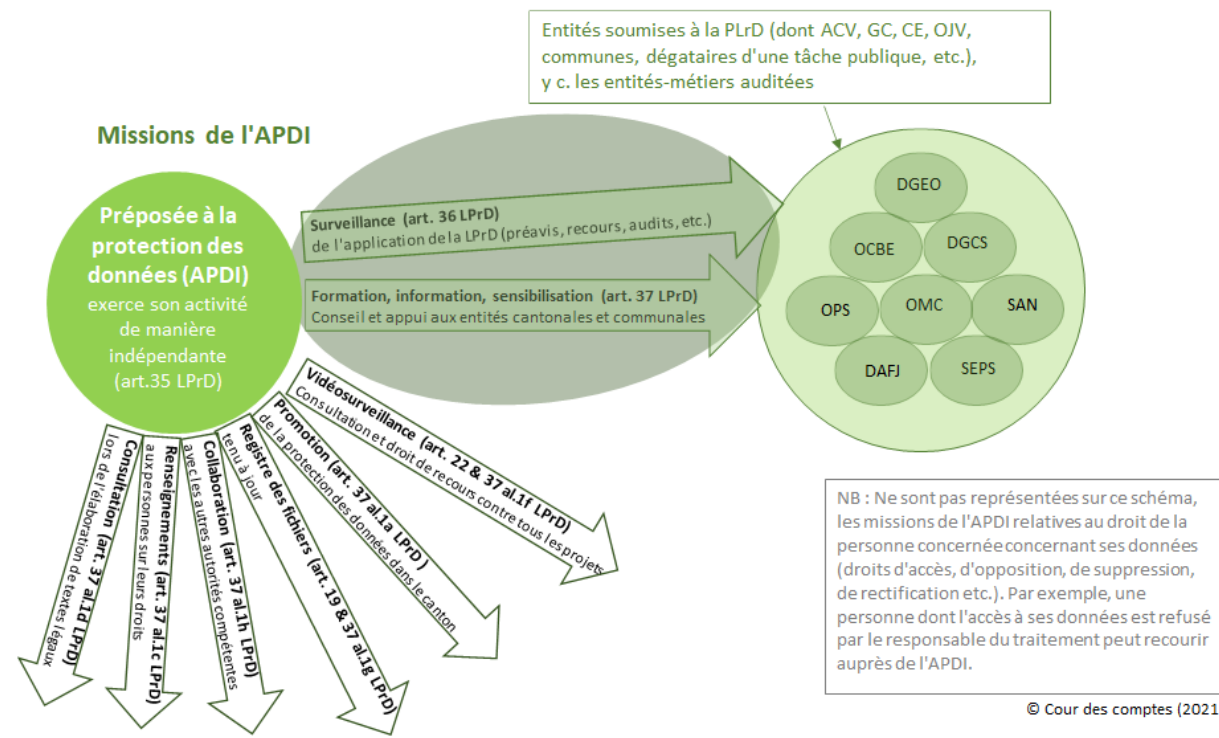 Entités soumises à la PLrD (dont ACV, GC, CE, OJV,
communes, dégataires d'une tâche publique, etc.),
y c. les entités-métiers auditées
Missions de l'APDI
Préposée à la
protection des
données (APDI)
exerce son activité
de manière
indépendante
(art.35 LPrD)
Surveillance (art. 36 LPrD)
de l'application de la LPrD (préavis, recours, audits, etc.)
Formation, information, sensibilisation (art. 37 LPrD)
Conseil et appui aux entités cantonales et communales
DGEO
OCBE
DGCS
OPS
OMC
SAN
DAFJ
SEPS
Vidéosurveillance (art. 22 & 37 al.1f LPrD)
Consultation et droit de recours contre tous les projets
Promotion (art. 37 al.1a LPrD )
de la protection des données dans le canton
Registre des fichiers (art. 19 & 37 al.1g LPrD)
tenu à jour
Collaboration (art. 37 al.1h LPrD)
avec les autres autorités compétentes
Renseignements (art. 37 al.1c LPrD)
aux personnes sur leurs droits
Consultation (art. 37 al.1d LPrD)
lors de l'élaboration de textes légaux
NB : Ne sont pas représentées sur ce schéma,
les missions de l'APDI relatives au droit de la
personne concernée concernant ses données
(droits d'accès, d'opposition, de suppression,
de rectification etc.). Par exemple, une
personne dont l'accès à ses données est refusé
par le responsable du traitement peut recourir
auprès de l'APDI.
© Cour des comptes (2021